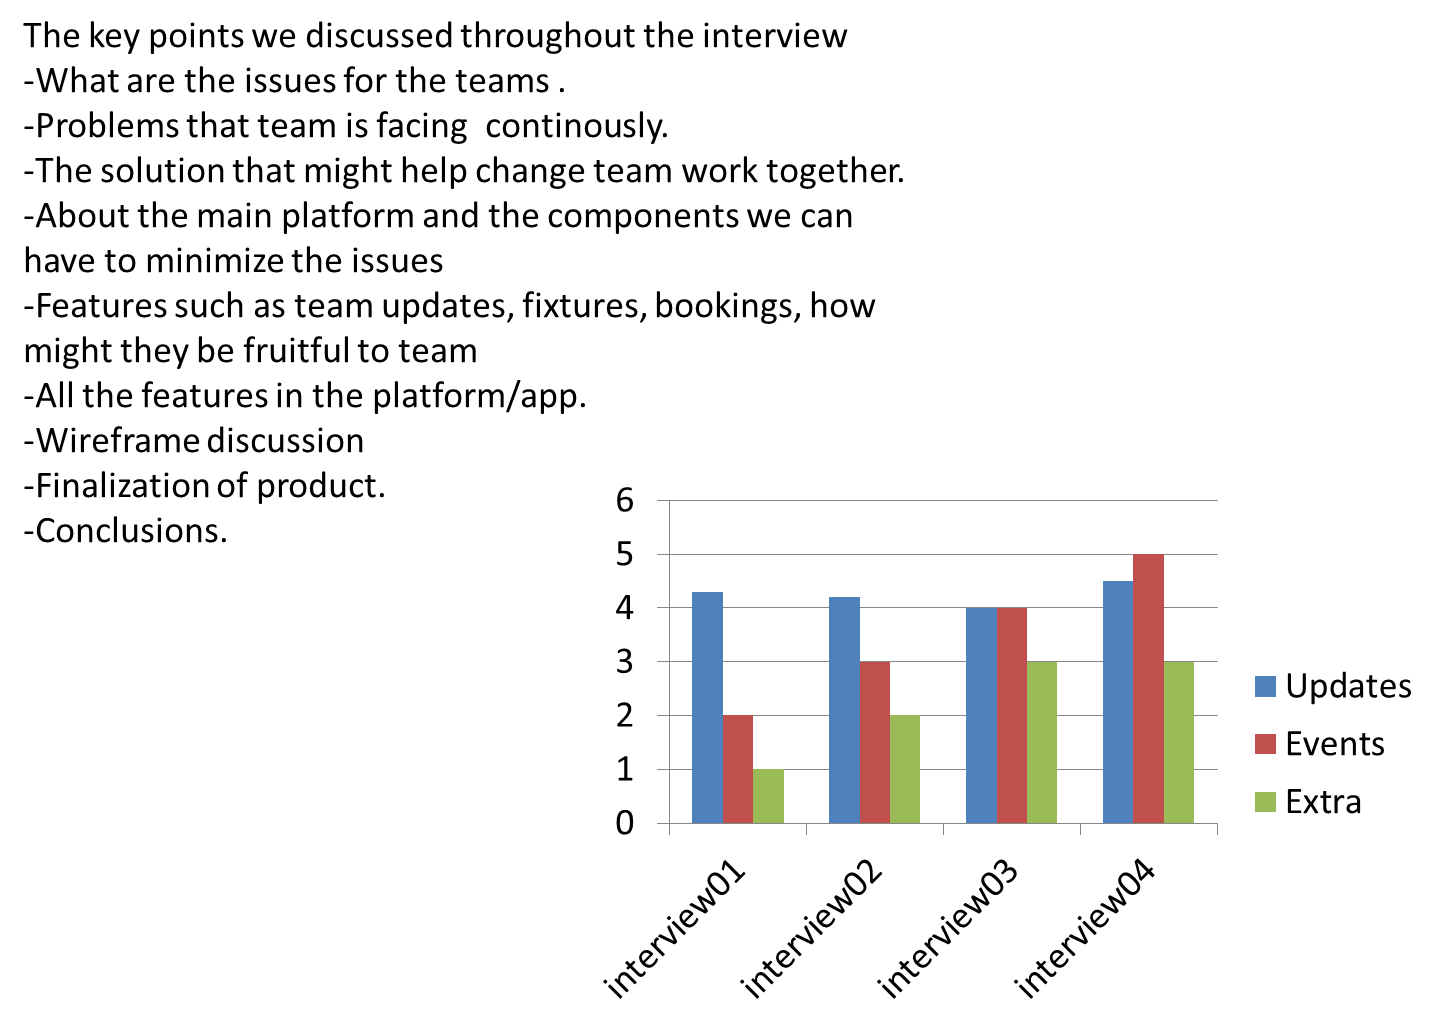 The key points we discussed throughout the interview
-What are the issues for the teams .
-Problems that team is facing  continously.
-The solution that might help change team work together.
-About the main platform and the components we can
have to minimize the issues
-Features such as team updates, fixtures, bookings, how
might they be fruitful to team
-All the features in the platform/app.
-Wireframe discussion
-Finalization of product.
-Conclusions.
6
5
4
3
2
1
0
interview01
interview02
interview03
interview04
Updates
Events
Extra